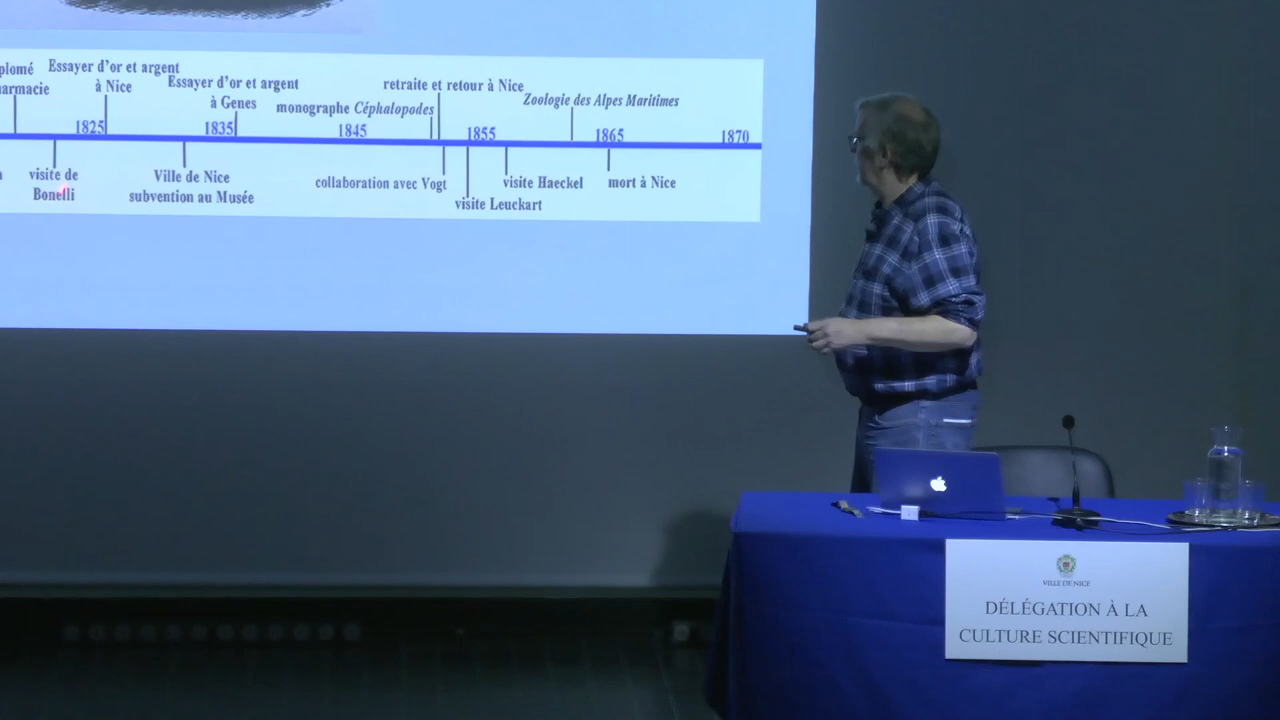 plomé
armacie
Essayer d'or et argent
à Nice
Essayer d'or et argent
à Genes
monographe Céphalopodes
retraite et retour à Nice
Zoologie des Alpes Maritimes
1825
1835
1845
1855
1865
1870
visite de
Bonelli
Ville de Nice
subvention au Musée
collaboration avec Vogt
visite Leuckart
visite Haeckel
mort à Nice
VILLE DE NICE
DÉLÉGATION À LA
CULTURE SCIENTIFIQUE